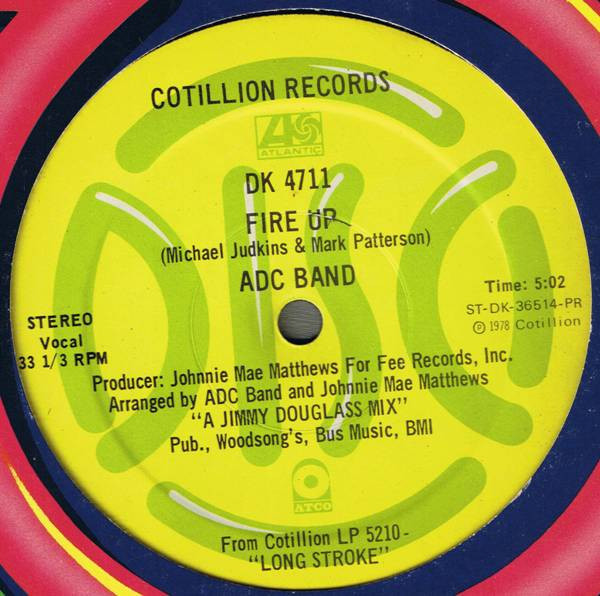 COTILLION RECORDS
ATLANTIC
DK 4711
FIRE UP
(Michael Judkins & Mark Patterson)
ADC BAND
Time: 5:02
ST-DK-36514-PR
Ⓟ 1978 Cotillion
STEREO
Vocal
33 1/3 RPM
Producer: Johnnie Mae Matthews For Fee Records, Inc.
Arranged by ADC Band and Johnnie Mae Matthews
"A JIMMY DOUGLASS MIX"
Pub., Woodsong's, Bus Music, BMI
ATCO
From Cotillion LP 5210-
"LONG STROKE"
DISCO